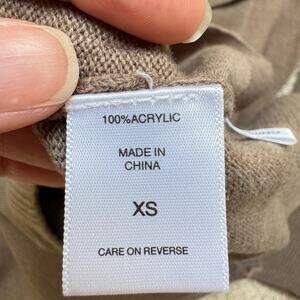 100%ACRYLIC
MADE IN
CHINA
XS
CARE ON REVERSE